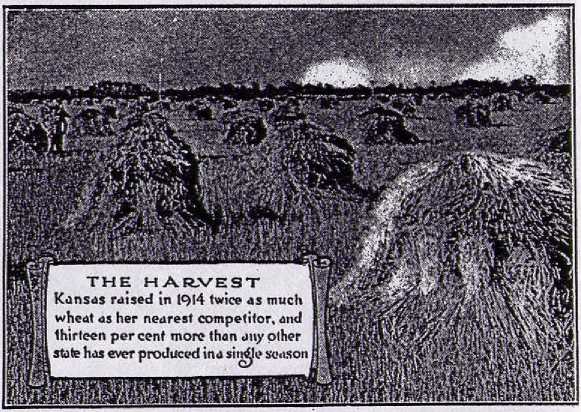 THE HARVEST
Kansas raised in 1914 twice as much
wheat as her nearest competitor, and
thirteen per cent more than any other
state has ever produced in a single season